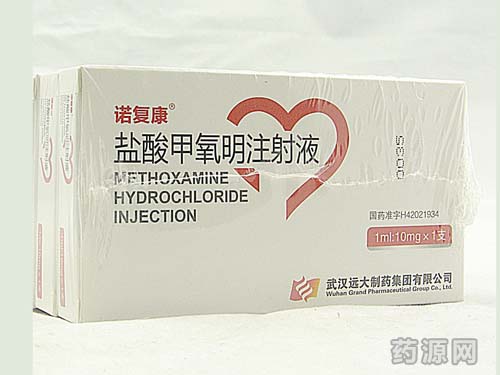 诺复康®
盐酸甲氧明注射液
METHOXAMINE
HYDROCHLORIDE
INJECTION
0035
国药准字H42021934
1ml:10mg×1支
武汉远大制药集团有限公司
Wuhan Grand Pharmaceutical Group Co., Ltd.
药源网